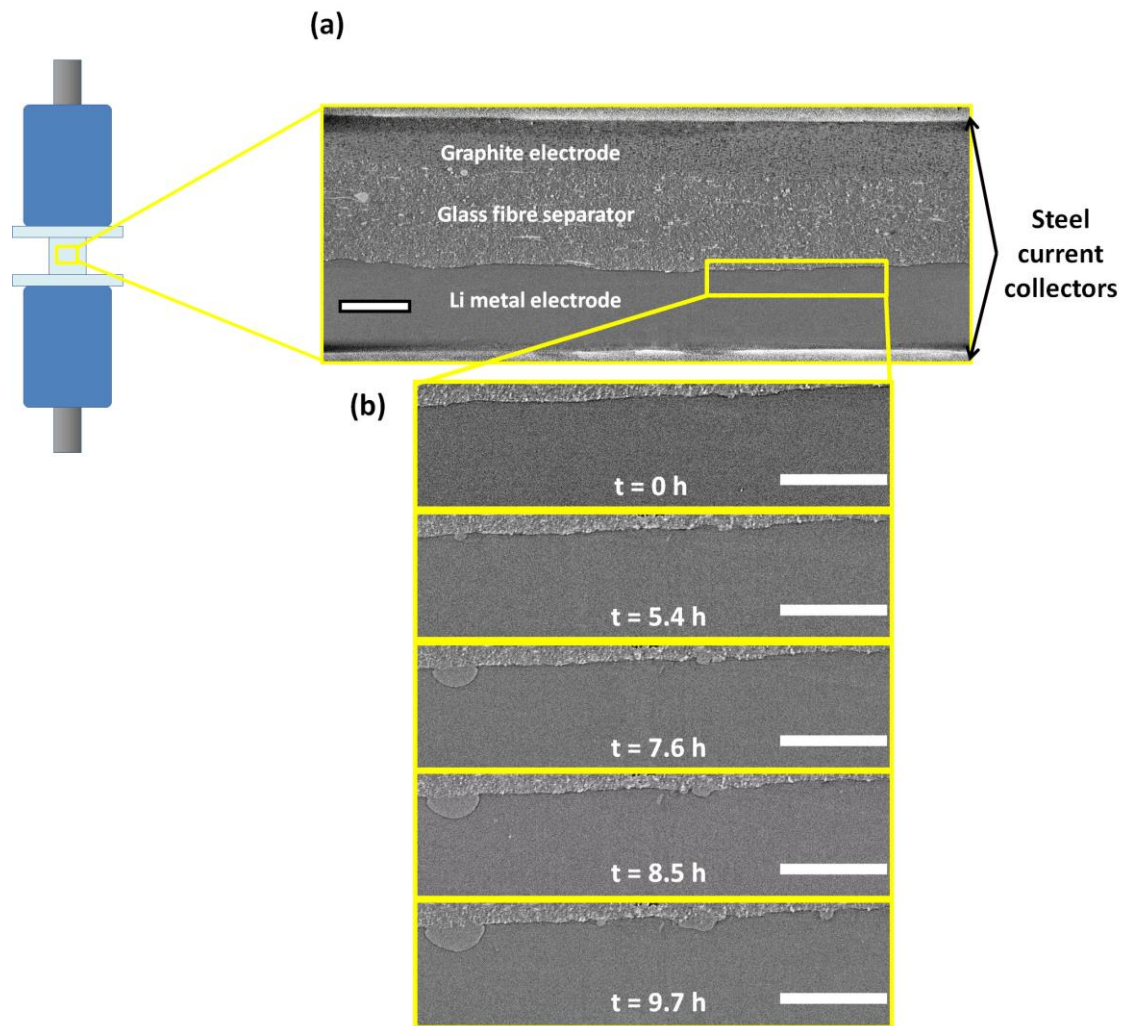 (a)
Graphite electrode
Glass fibre separator
Li metal electrode
Steel
current
collectors
(b)
t = 0 h
t = 5.4 h
t = 7.6 h
t = 8.5 h
t = 9.7 h